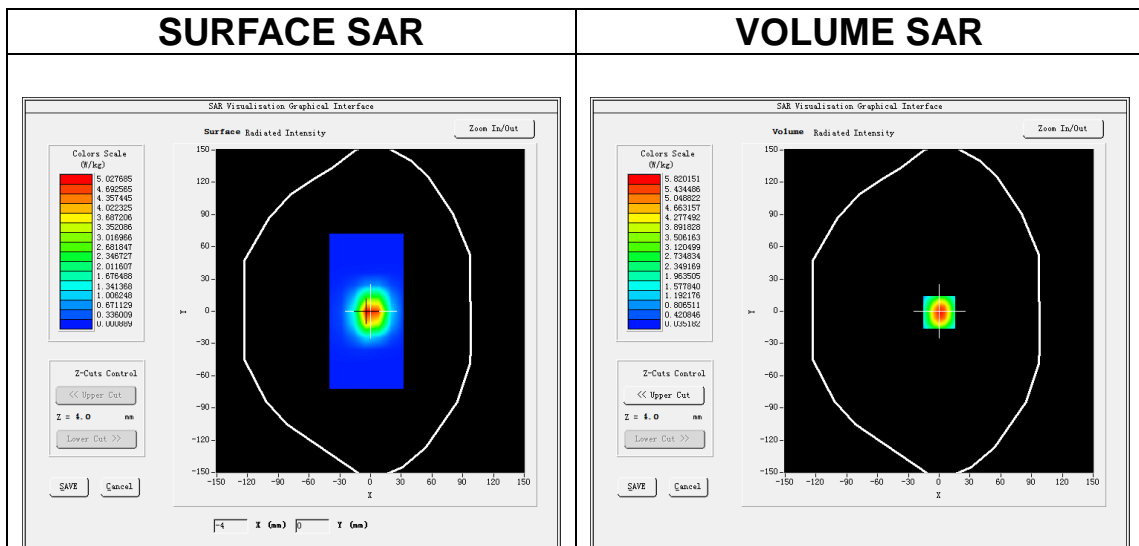 SURFACE SAR
VOLUME SAR
SAR Visualisation Graphical Interface
Surface Radiated Intensity
Zoom In/Out
Colors Scale
(W/kg)
5.027685
4.692565
4.357445
4.022325
3.687206
3.352086
3.016966
2.681847
2.346727
2.011607
1.676488
1.341368
1.006248
0.671129
0.336009
0.000889
Z-Cuts Control
<< Upper Cut
Z = 4.0 mm
Lower Cut >>
SAVE Cancel
150
120
90
60
30
0
-30
-60
-90
-120
-150
Y
-150 -120 -90 -60 -30 0 30 60 90 120 150
X
-4 X (mm) 0 Y (mm)
SAR Visualisation Graphical Interface
Volume Radiated Intensity
Zoom In/Out
Colors Scale
(W/kg)
5.820151
5.434486
5.048822
4.663157
4.277492
3.891828
3.506163
3.120499
2.734834
2.349169
1.963505
1.577840
1.192176
0.806511
0.420846
0.035182
Z-Cuts Control
<< Upper Cut
Z = 4.0 mm
Lower Cut >>
SAVE Cancel
150
120
90
60
30
0
-30
-60
-90
-120
-150
Y
-150 -120 -90 -60 -30 0 30 60 90 120 150
X